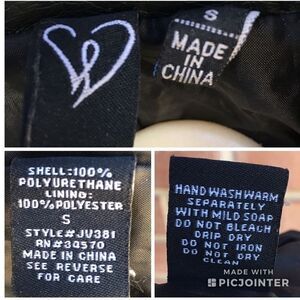 S
MADE
IN
CHINA
SHELL:100%
POLYURETHANE
LINING:
100%POLYESTER
S
STYLE#JV381
RN#34570
MADE IN CHINA
SEE REVERSE
FOR CARE
HAND WASH WARM
SEPARATELY
WITH MILD SOAP
DO NOT BLEACH
DRIP DRY
DO NOT IRON
DO NOT DRY
CLEAN
MADE WITH
PICJOINTER